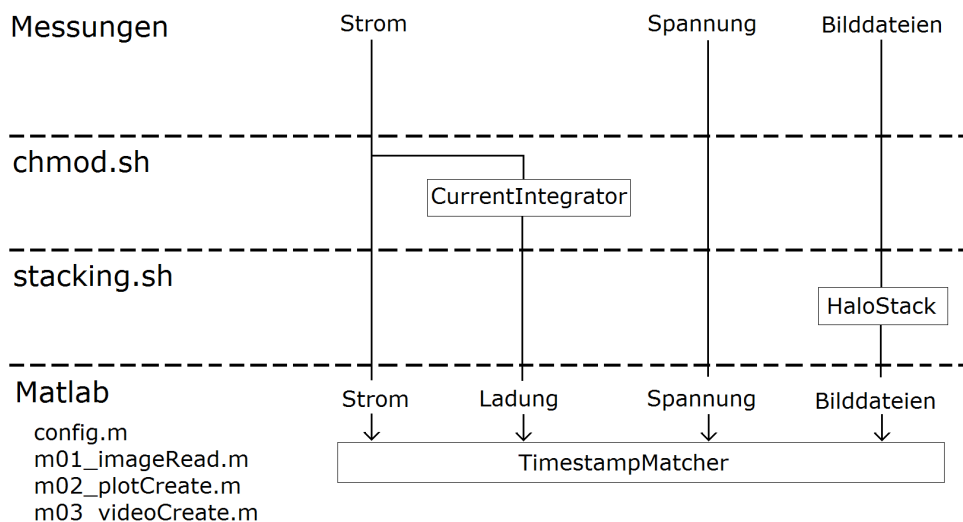 Messungen
Strom
Spannung
Bilddateien
chmod.sh
CurrentIntegrator
stacking.sh
HaloStack
Matlab
Strom
Ladung
Spannung
Bilddateien
config.m
m01_imageRead.m
m02_plotCreate.m
m03_videoCreate.m
TimestampMatcher